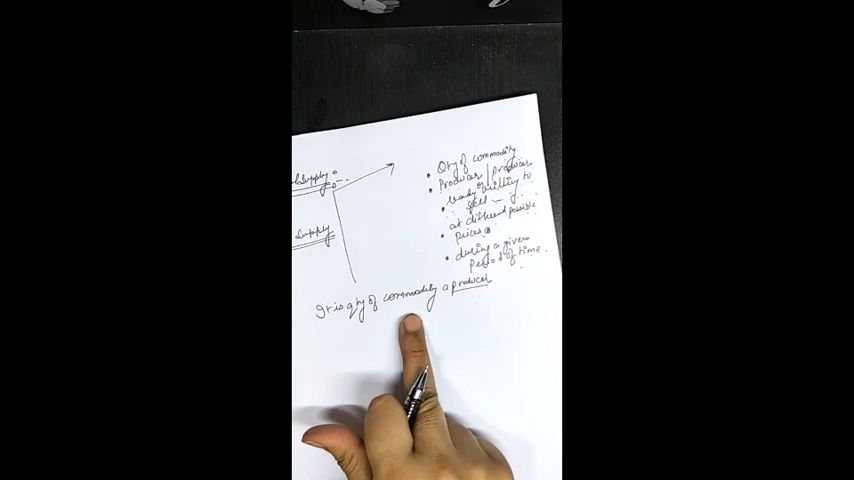 Supply
• Qty of commodity
• Producer / producer
• ready & willing to
sell
at different possible
• prices
• during a given
period of time.
Supply
It is qty of commodity a producer